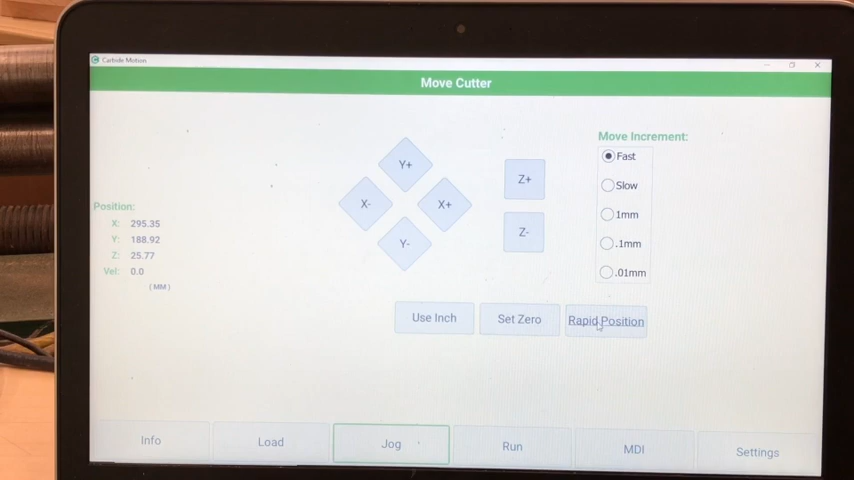 Carbide Motion
Move Cutter
Y+
X-
X+
Y-
Z+
Z-
Move Increment:
Fast
Slow
1mm
.1mm
.01mm
Position:
X: 295.35
Y: 188.92
Z: 25.77
Vel: 0.0
(MM)
Use Inch
Set Zero
Rapid Position
Info
Load
Jog
Run
MDI
Settings